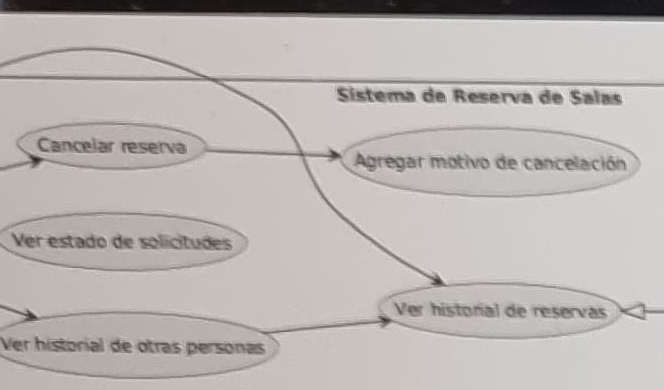 Sistema de Reserva de Salas
Cancelar reserva
Agregar motivo de cancelación
Ver estado de solicitudes
Ver historial de reservas
Ver historial de otras personas